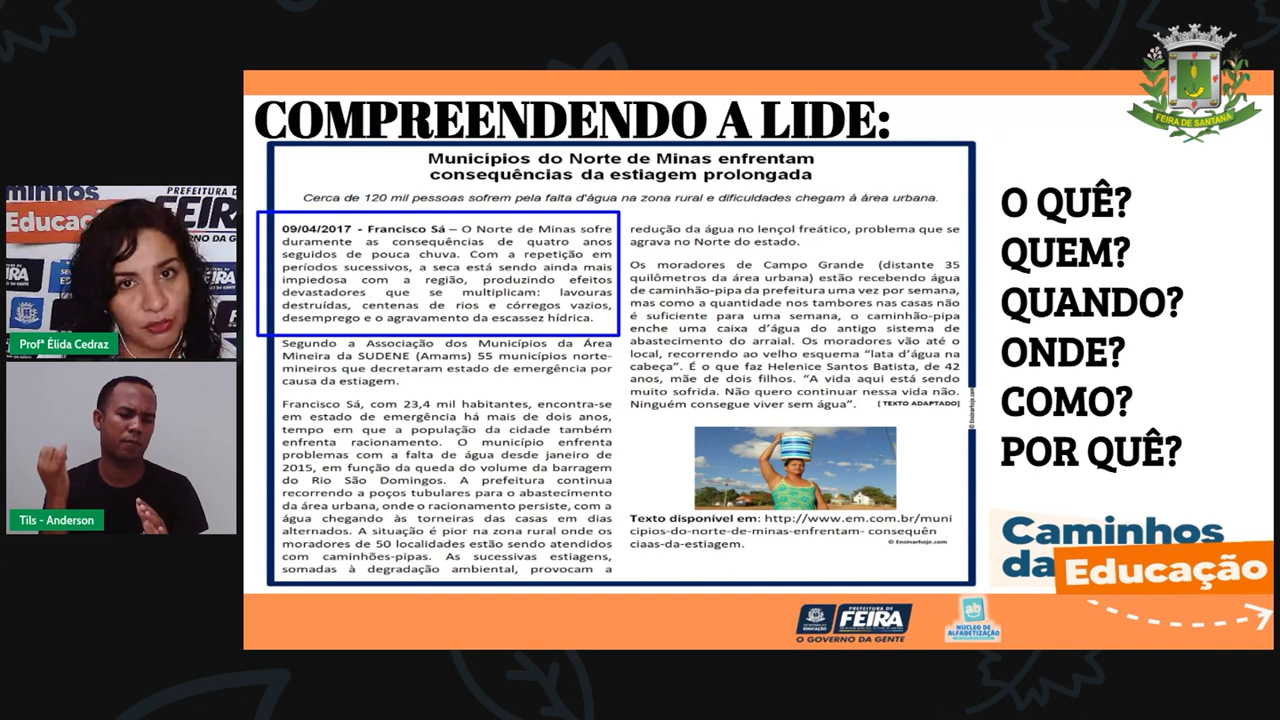 FEIRA DE SANTANA
COMPREENDENDO A LIDE:
Municípios do Norte de Minas enfrentam
consequências da estiagem prolongada
Cerca de 120 mil pessoas sofrem pela falta d'água na zona rural e dificuldades chegam à área urbana.
09/04/2017 - Francisco Sá – O Norte de Minas sofre
duramente as consequências de quatro anos
seguidos de pouca chuva. Com a repetição em
períodos sucessivos, a seca está sendo ainda mais
impiedosa com a região, produzindo efeitos
devastadores que se multiplicam: lavouras
destruídas, centenas de rios e córregos vazios,
desemprego e o agravamento da escassez hídrica.
Segundo a Associação dos Municípios da Área
Mineira da SUDENE (Amams) 55 municípios norte-
mineiros que decretaram estado de emergência por
causa da estiagem.
Francisco Sá, com 23,4 mil habitantes, encontra-se
em estado de emergência há mais de dois anos,
tempo em que a população da cidade também
enfrenta racionamento. O município enfrenta
problemas com a falta de água desde janeiro de
2015, em função da queda do volume da barragem
do Rio São Domingos. A prefeitura continua
recorrendo a poços tubulares para o abastecimento
da área urbana, onde o racionamento persiste, com a
água chegando às torneiras das casas em dias
alternados. A situação é pior na zona rural onde os
moradores de 50 localidades estão sendo atendidos
com caminhões-pipas. As sucessivas estiagens,
somadas à degradação ambiental, provocam a
redução da água no lençol freático, problema que se
agrava no Norte do estado.
Os moradores de Campo Grande (distante 35
quilômetros da área urbana) estão recebendo água
de caminhão-pipa da prefeitura uma vez por semana,
mas como a quantidade nos tambores nas casas não
é suficiente para uma semana, o caminhão-pipa
enche uma caixa d'água do antigo sistema de
abastecimento do arraial. Os moradores vão até o
local, recorrendo ao velho esquema "lata d'água na
cabeça". É o que faz Helenice Santos Batista, de 42
anos, mãe de dois filhos. "A vida aqui está sendo
muito sofrida. Não quero continuar nessa vida não.
Ninguém consegue viver sem água". [TEXTO ADAPTADO]
© Ensinarhoje.com
Texto disponível em: http://www.em.com.br/muni
cipios-do-norte-de-minas-enfrentam- consequên
ciaas-da-estiagem.
© Ensinarhoje.com
O QUÊ?
QUEM?
QUANDO?
ONDE?
COMO?
POR QUÊ?
Caminhos
da Educação
PREFEITURA DE
FEIRA
EDUCAÇÃO
O GOVERNO DA GENTE
ab
NÚCLEO DE
ALFABETIZAÇÃO
minhos
Educa
PREFEITURA D
FEIR
GOVERNO DA GENTE
Profª Élida Cedraz
Tils - Anderson